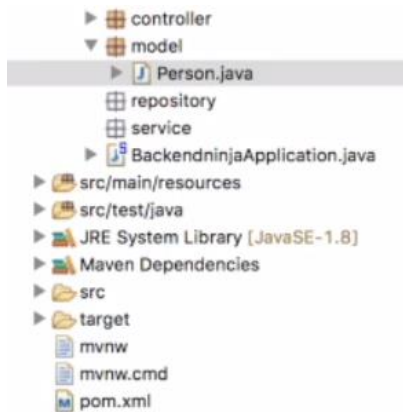 controller
model
Person.java
repository
service
BackendninjaApplication.java
src/main/resources
src/test/java
JRE System Library [JavaSE-1.8]
Maven Dependencies
src
target
mvnw
mvnw.cmd
pom.xml